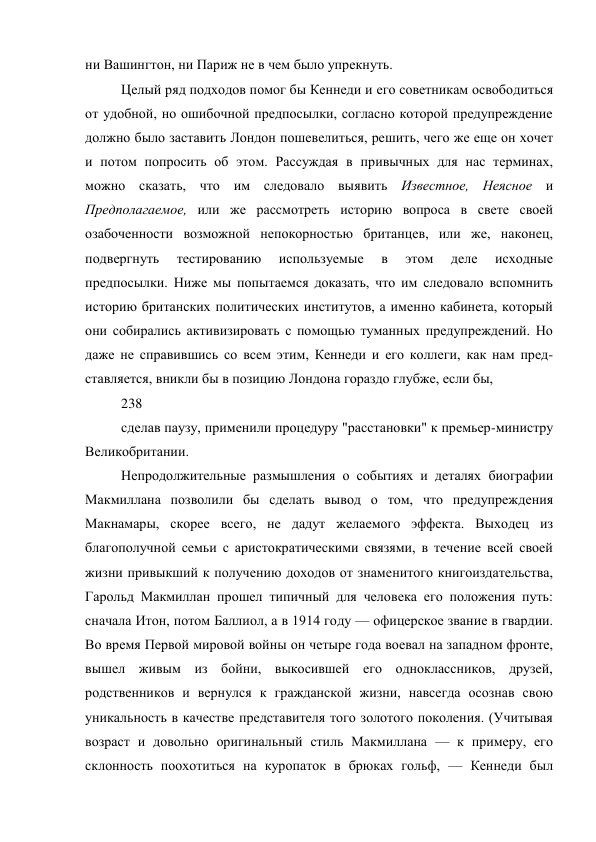 ни Вашингтон, ни Париж не в чем было упрекнуть.
Целый ряд подходов помог бы Кеннеди и его советникам освободиться
от удобной, но ошибочной предпосылки, согласно которой предупреждение
должно было заставить Лондон пошевелиться, решить, чего же еще он хочет
и потом попросить об этом. Рассуждая в привычных для нас терминах,
можно сказать, что им следовало выявить Известное, Неясное и
Предполагаемое, или же рассмотреть историю вопроса в свете своей
озабоченности возможной непокорностью британцев, или же, наконец,
подвергнуть тестированию используемые в этом деле исходные
предпосылки. Ниже мы попытаемся доказать, что им следовало вспомнить
историю британских политических институтов, а именно кабинета, который
они собирались активизировать с помощью туманных предупреждений. Но
даже не справившись со всем этим, Кеннеди и его коллеги, как нам пред-
ставляется, вникли бы в позицию Лондона гораздо глубже, если бы,
238
сделав паузу, применили процедуру "расстановки" к премьер-министру
Великобритании.
Непродолжительные размышления о событиях и деталях биографии
Макмиллана позволили бы сделать вывод о том, что предупреждения
Макнамары, скорее всего, не дадут желаемого эффекта. Выходец из
благополучной семьи с аристократическими связями, в течение всей своей
жизни привыкший к получению доходов от знаменитого книгоиздательства,
Гарольд Макмиллан прошел типичный для человека его положения путь:
сначала Итон, потом Баллиол, а в 1914 году — офицерское звание в гвардии.
Во время Первой мировой войны он четыре года воевал на западном фронте,
вышел живым из бойни, выкосившей его одноклассников, друзей,
родственников и вернулся к гражданской жизни, навсегда осознав свою
уникальность в качестве представителя того золотого поколения. (Учитывая
возраст и довольно оригинальный стиль Макмиллана — к примеру, его
склонность поохотиться на куропаток в брюках гольф, — Кеннеди был